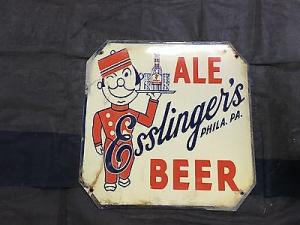 ALE
Esslinger's
PHILA. PA.
BEER